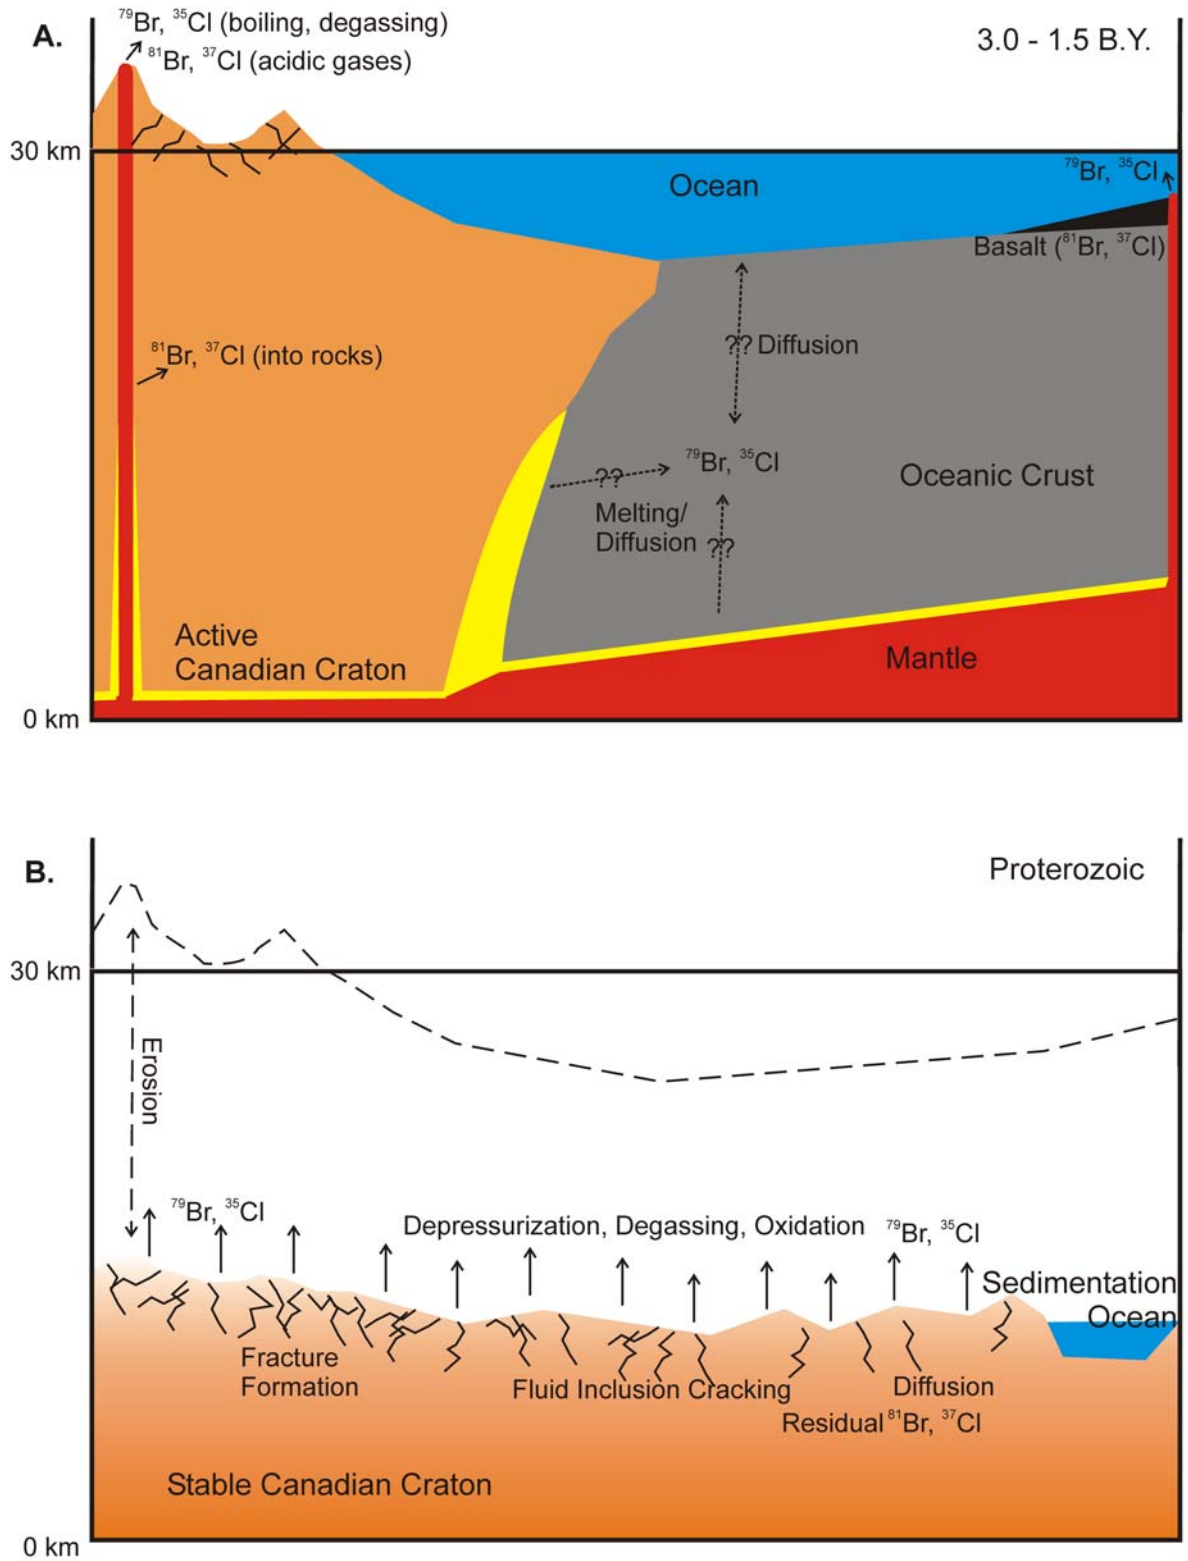 A.
⁷⁹Br, ³⁵Cl (boiling, degassing)
⁸¹Br, ³⁷Cl (acidic gases)
3.0 - 1.5 B.Y.
30 km
⁷⁹Br, ³⁵Cl
Ocean
Basalt (⁸¹Br, ³⁷Cl)
⁸¹Br, ³⁷Cl (into rocks)
?? Diffusion
⁷⁹Br, ³⁵Cl
??
Oceanic Crust
Melting/
Diffusion ??
Active
Canadian Craton
Mantle
0 km
B.
Proterozoic
30 km
Erosion
⁷⁹Br, ³⁵Cl
Depressurization, Degassing, Oxidation
⁷⁹Br, ³⁵Cl
Sedimentation
Ocean
Fracture
Formation
Fluid Inclusion Cracking
Diffusion
Residual ⁸¹Br, ³⁷Cl
Stable Canadian Craton
0 km